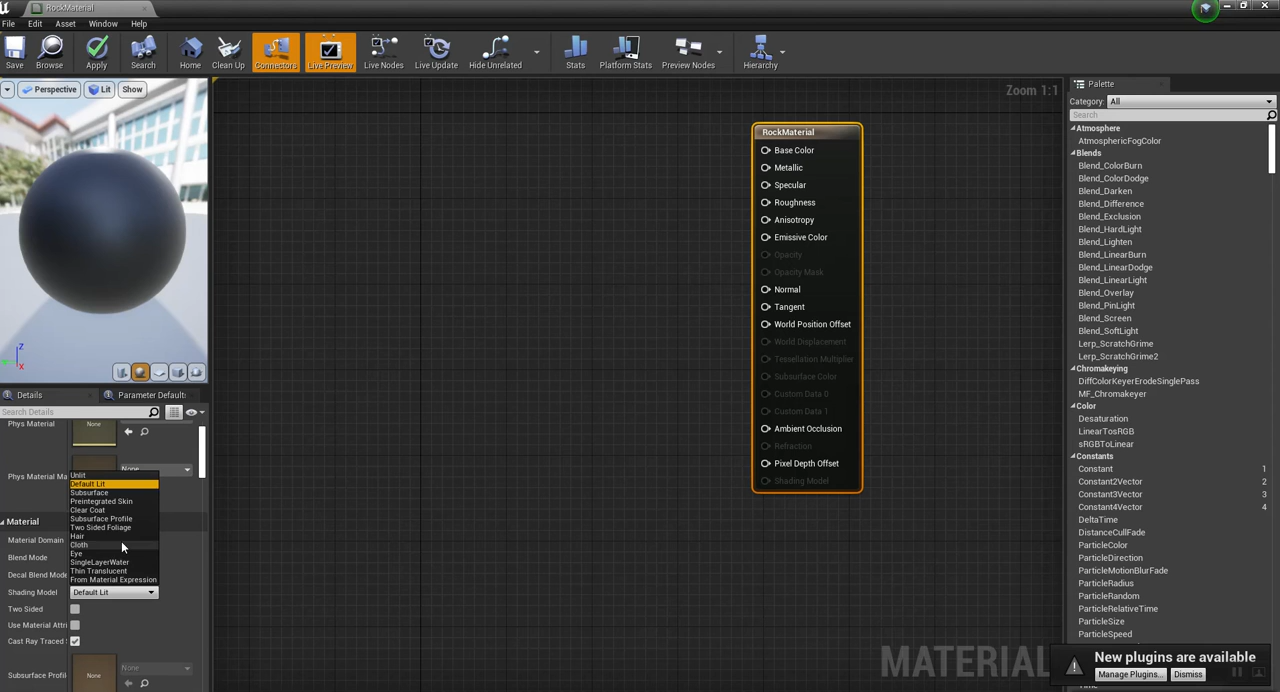 RockMaterial
File Edit Asset Window Help
Save Browse Apply Search Home Clean Up Connectors Live Preview Live Nodes Live Update Hide Unrelated Stats Platform Stats Preview Nodes Hierarchy
Perspective Lit Show
Z
X
Details
Parameter Default:
Search Details
Phys Material
None
Phys Material Ma
None
Unlit
Default Lit
Subsurface
Preintegrated Skin
Clear Coat
Subsurface Profile
Two Sided Foliage
Hair
Cloth
Eye
SingleLayerWater
Thin Translucent
From Material Expression
Material
Material Domain
Blend Mode
Decal Blend Mode
Shading Model Default Lit
Two Sided
Use Material Attri
Cast Ray Traced S
Subsurface Profil
None
None
Zoom 1:1
RockMaterial
Base Color
Metallic
Specular
Roughness
Anisotropy
Emissive Color
Opacity
Opacity Mask
Normal
Tangent
World Position Offset
World Displacement
Tessellation Multiplier
Subsurface Color
Custom Data 0
Custom Data 1
Ambient Occlusion
Refraction
Pixel Depth Offset
Shading Model
MATERIAL
Palette
Category: All
Search
Atmosphere
AtmosphericFogColor
Blends
Blend_ColorBurn
Blend_ColorDodge
Blend_Darken
Blend_Difference
Blend_Exclusion
Blend_HardLight
Blend_Lighten
Blend_LinearBurn
Blend_LinearDodge
Blend_LinearLight
Blend_Overlay
Blend_PinLight
Blend_Screen
Blend_SoftLight
Lerp_ScratchGrime
Lerp_ScratchGrime2
Chromakeying
DiffColorKeyerErodeSinglePass
MF_Chromakeyer
Color
Desaturation
LinearTosRGB
sRGBToLinear
Constants
Constant 1
Constant2Vector 2
Constant3Vector 3
Constant4Vector 4
DeltaTime
DistanceCullFade
ParticleColor
ParticleDirection
ParticleMotionBlurFade
ParticleRadius
ParticleRandom
ParticleRelativeTime
ParticleSize
ParticleSpeed
New plugins are available
Manage Plugins... Dismiss